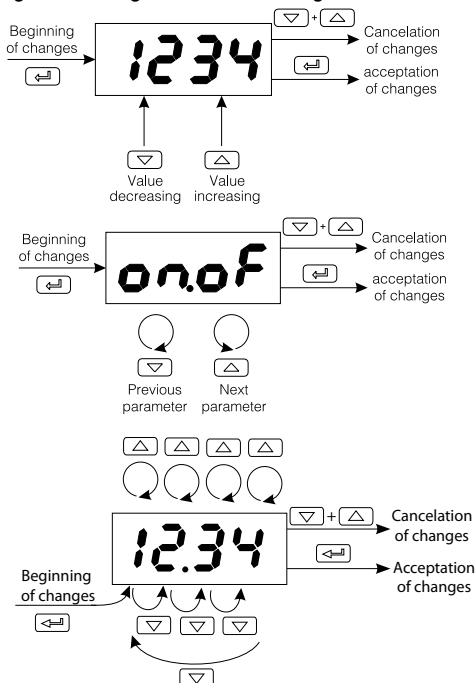 Beginning
of changes
1234
+
Cancelation
of changes
acceptation
of changes
Value
decreasing
Value
increasing
Beginning
of changes
on.oF
+
Cancelation
of changes
acceptation
of changes
Previous
parameter
Next
parameter
12.34
+
Cancelation
of changes
Acceptation
of changes
Beginning
of changes